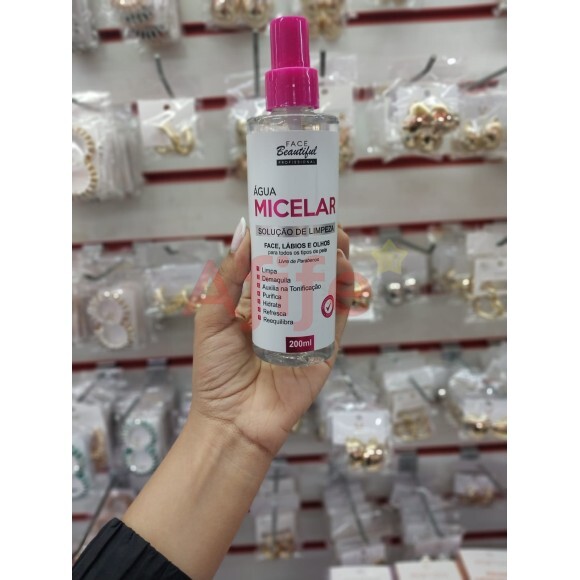 FACE
Beautiful
PROFISSIONAL
ÁGUA
MICELAR
SOLUÇÃO DE LIMPEZA
FACE, LÁBIOS E OLHOS
para todos os tipos de pele
Livre de Parabenos
Limpa
Demaquila
Auxilia na Tonificação
Purifica
Hidrata
Refresca
Reequilibra
200ml